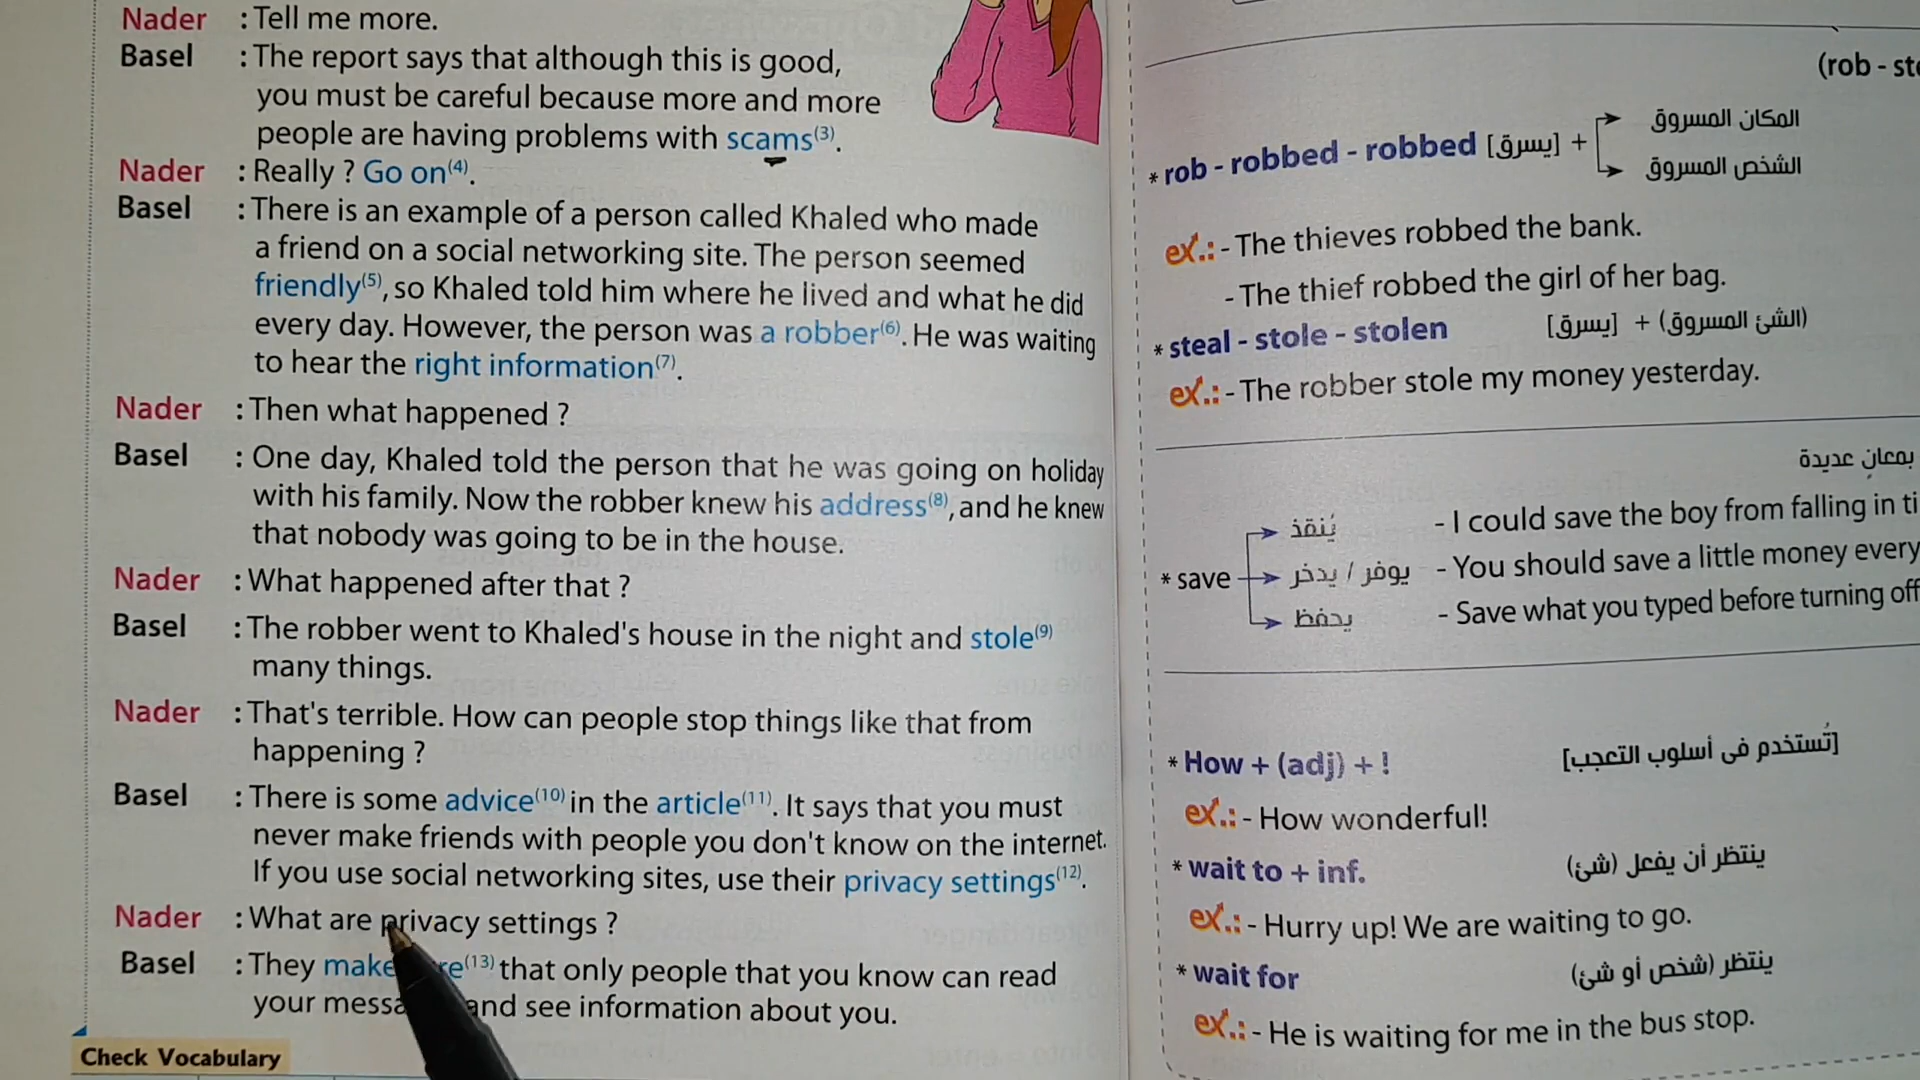 Nader : Tell me more.
Basel : The report says that although this is good,
you must be careful because more and more
people are having problems with scams(3).
Nader : Really ? Go on(4).
Basel : There is an example of a person called Khaled who made
a friend on a social networking site. The person seemed
friendly(5), so Khaled told him where he lived and what he did
every day. However, the person was a robber(6). He was waiting
to hear the right information(7).
Nader : Then what happened ?
Basel : One day, Khaled told the person that he was going on holiday
with his family. Now the robber knew his address(8), and he knew
that nobody was going to be in the house.
Nader : What happened after that ?
Basel : The robber went to Khaled's house in the night and stole(9)
many things.
Nader : That's terrible. How can people stop things like that from
happening ?
Basel : There is some advice(10) in the article(11). It says that you must
never make friends with people you don't know on the internet.
If you use social networking sites, use their privacy settings(12).
Nader : What are privacy settings ?
Basel : They make (13) that only people that you know can read
your and see information about you.
Check Vocabulary
(rob -
* rob - robbed - robbed [يسرق] +
المكان المسروق
الشخص المسروق
ex.: - The thieves robbed the bank.
- The thief robbed the girl of her bag.
* steal - stole - stolen [يسرق] + (الشئ المسروق)
ex.: - The robber stole my money yesterday.
بمعانٍ عديدة
* save
يُنقذ - I could save the boy from falling in
يوفر / يدخر - You should save a little money every
يحفظ - Save what you typed before turning off
* How + (adj) + ! [تُستخدم فى أسلوب التعجب]
ex.: - How wonderful!
* wait to + inf. ينتظر أن يفعل (شئ)
ex.: - Hurry up! We are waiting to go.
* wait for ينتظر (شخص أو شئ)
ex.: - He is waiting for me in the bus stop.